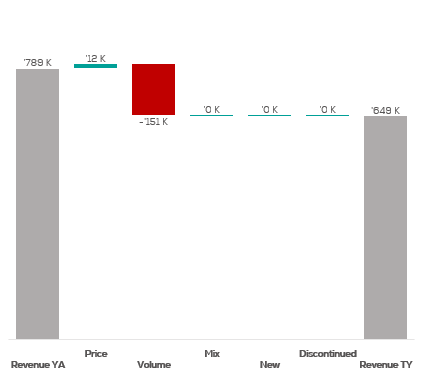 '789 K
'12 K
-'151 K
'0 K
'0 K
'0 K
'649 K
Revenue YA
Price
Volume
Mix
New
Discontinued
Revenue TY